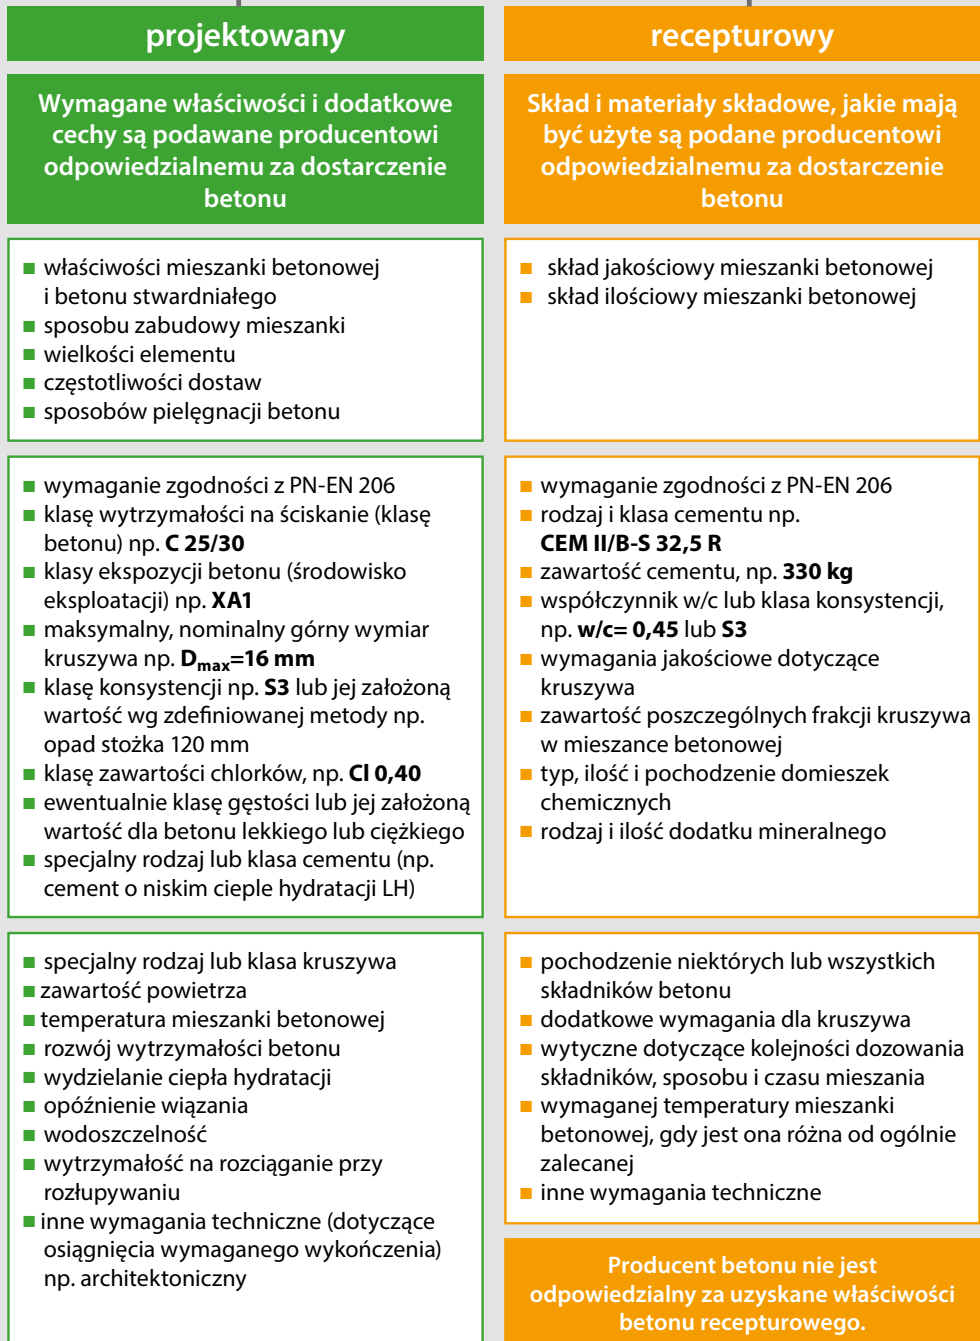 projektowany
Wymagane właściwości i dodatkowe
cechy są podawane producentowi
odpowiedzialnemu za dostarczenie
betonu
■ właściwości mieszanki betonowej
i betonu stwardniałego
■ sposobu zabudowy mieszanki
■ wielkości elementu
■ częstotliwości dostaw
■ sposobów pielęgnacji betonu
■ wymaganie zgodności z PN-EN 206
■ klasę wytrzymałości na ściskanie (klasę
betonu) np. C 25/30
■ klasy ekspozycji betonu (środowisko
eksploatacji) np. XA1
■ maksymalny, nominalny górny wymiar
kruszywa np. Dmax=16 mm
■ klasę konsystencji np. S3 lub jej założoną
wartość wg zdefiniowanej metody np.
opad stożka 120 mm
■ klasę zawartości chlorków, np. Cl 0,40
■ ewentualnie klasę gęstości lub jej założoną
wartość dla betonu lekkiego lub ciężkiego
■ specjalny rodzaj lub klasa cementu (np.
cement o niskim cieple hydratacji LH)
■ specjalny rodzaj lub klasa kruszywa
■ zawartość powietrza
■ temperatura mieszanki betonowej
■ rozwój wytrzymałości betonu
■ wydzielanie ciepła hydratacji
■ opóźnienie wiązania
■ wodoszczelność
■ wytrzymałość na rozciąganie przy
rozłupywaniu
■ inne wymagania techniczne (dotyczące
osiągnięcia wymaganego wykończenia)
np. architektoniczny
recepturowy
Skład i materiały składowe, jakie mają
być użyte są podane producentowi
odpowiedzialnemu za dostarczenie
betonu
■ skład jakościowy mieszanki betonowej
■ skład ilościowy mieszanki betonowej
■ wymaganie zgodności z PN-EN 206
■ rodzaj i klasa cementu np.
CEM II/B-S 32,5 R
■ zawartość cementu, np. 330 kg
■ współczynnik w/c lub klasa konsystencji,
np. w/c= 0,45 lub S3
■ wymagania jakościowe dotyczące
kruszywa
■ zawartość poszczególnych frakcji kruszywa
w mieszance betonowej
■ typ, ilość i pochodzenie domieszek
chemicznych
■ rodzaj i ilość dodatku mineralnego
■ pochodzenie niektórych lub wszystkich
składników betonu
■ dodatkowe wymagania dla kruszywa
■ wytyczne dotyczące kolejności dozowania
składników, sposobu i czasu mieszania
■ wymaganej temperatury mieszanki
betonowej, gdy jest ona różna od ogólnie
zalecanej
■ inne wymagania techniczne
Producent betonu nie jest
odpowiedzialny za uzyskane właściwości
betonu recepturowego.